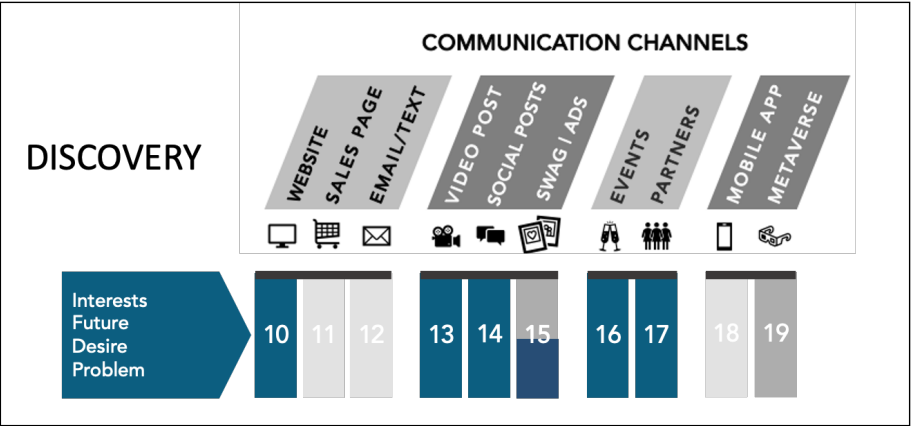 COMMUNICATION CHANNELS
WEBSITE
SALES PAGE
EMAIL/TEXT
VIDEO POST
SOCIAL POSTS
SWAG | ADS
EVENTS
PARTNERS
MOBILE APP
METAVERSE
DISCOVERY
Interests
Future
Desire
Problem
10 11 12 13 14 15 16 17 18 19